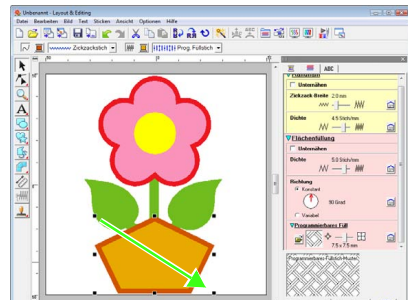 Unbenannt - Layout & Editing
Datei Bearbeiten Bild Text Sticken Ansicht Optionen Hilfe
Zickzackstich
Prog. Füllstich
ABC
Unternähen
Zickzack Breite 2.0 mm
Dichte 4.5 Stich/mm
Flächenfüllung
Unternähen
Dichte 5.0 Stich/mm
Richtung
Konstant
90 Grad
Variabel
Programmierbares Füll
7.5 x 7.5 mm
Programmierbares Füllstich Muster